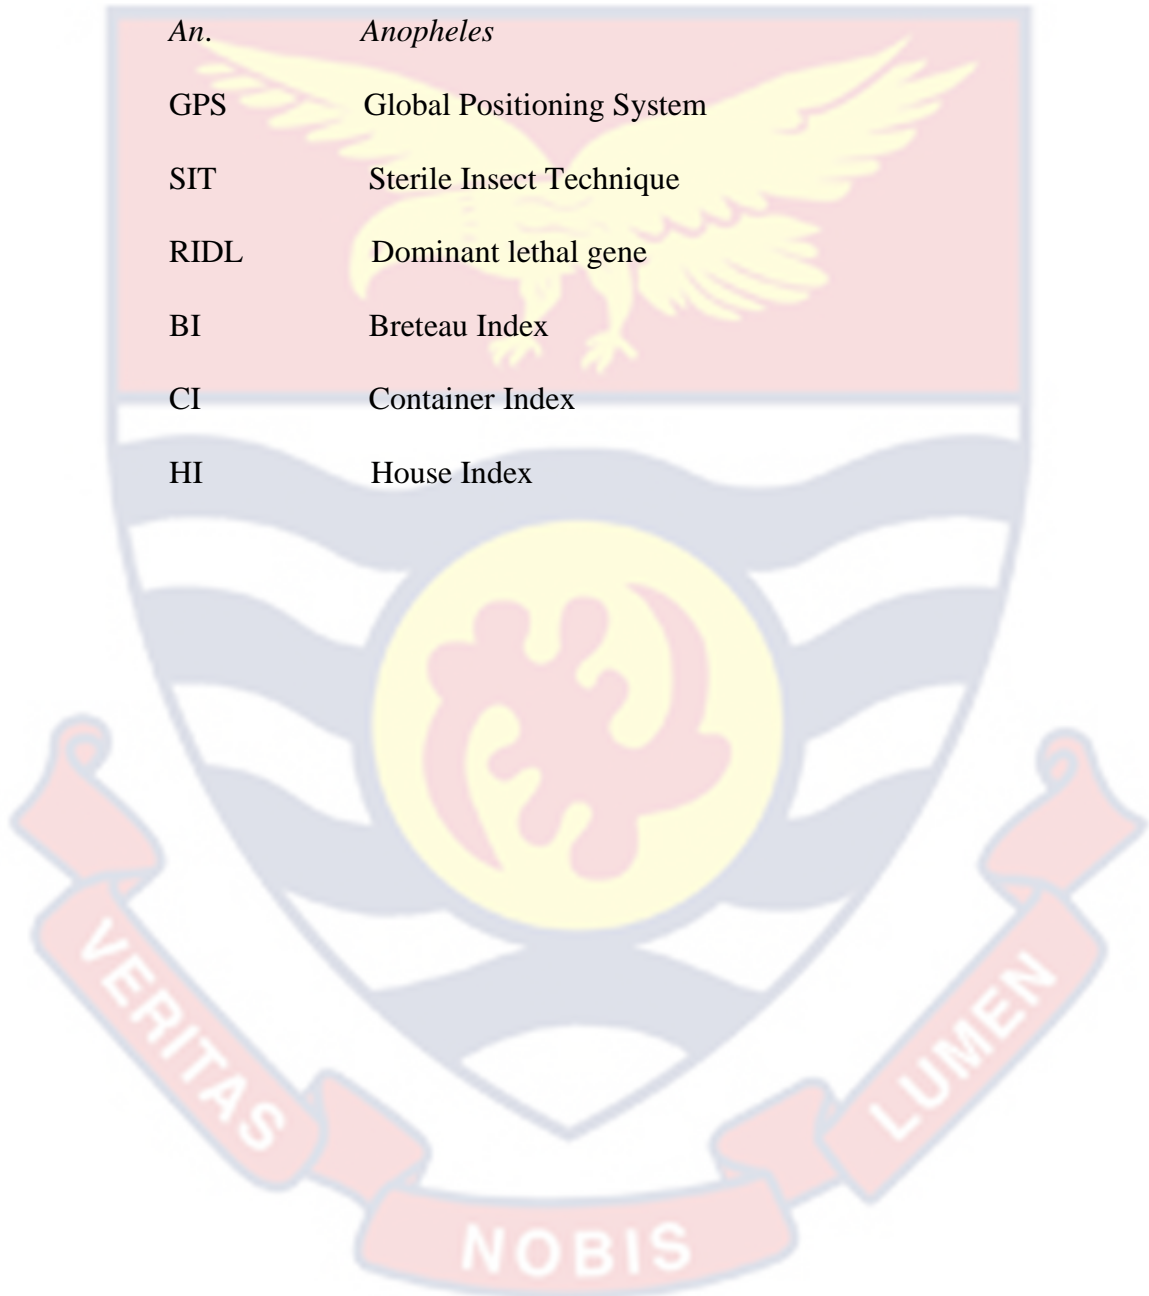 An. Anopheles
GPS Global Positioning System
SIT Sterile Insect Technique
RIDL Dominant lethal gene
BI Breteau Index
CI Container Index
HI House Index
VERITAS
NOBIS
LUMEN